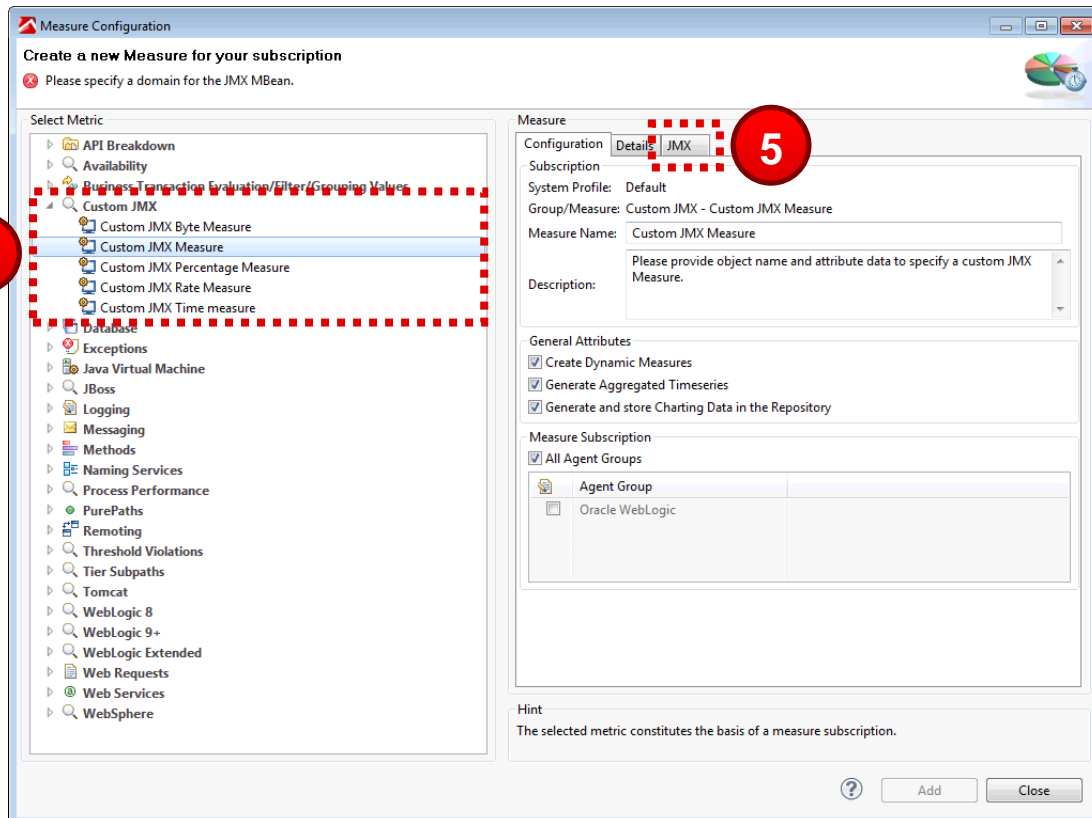 Measure Configuration
Create a new Measure for your subscription
Please specify a domain for the JMX MBean.
Select Metric
API Breakdown
Availability
Business Transaction Evaluation/Filter/Grouping Values
Custom JMX
Custom JMX Byte Measure
Custom JMX Measure
Custom JMX Percentage Measure
Custom JMX Rate Measure
Custom JMX Time measure
Database
Exceptions
Java Virtual Machine
JBoss
Logging
Messaging
Methods
Naming Services
Process Performance
PurePaths
Remoting
Threshold Violations
Tier Subpaths
Tomcat
WebLogic 8
WebLogic 9+
WebLogic Extended
Web Requests
Web Services
WebSphere
Measure
Configuration Details JMX
5
Subscription
System Profile: Default
Group/Measure: Custom JMX - Custom JMX Measure
Measure Name: Custom JMX Measure
Description: Please provide object name and attribute data to specify a custom JMX
Measure.
General Attributes
Create Dynamic Measures
Generate Aggregated Timeseries
Generate and store Charting Data in the Repository
Measure Subscription
All Agent Groups
Agent Group
Oracle WebLogic
Hint
The selected metric constitutes the basis of a measure subscription.
? Add Close